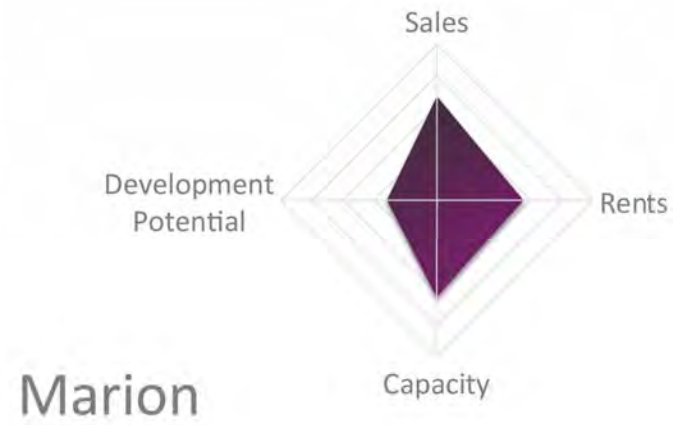 Sales
Development
Potential
Rents
Capacity
Marion